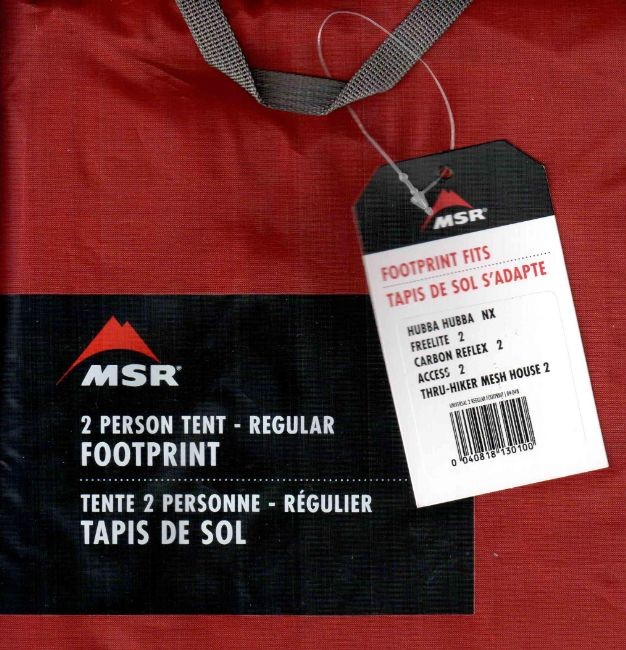 MSR®
FOOTPRINT FITS
TAPIS DE SOL S'ADAPTE
HUBBA HUBBA NX
FREELITE 2
CARBON REFLEX 2
ACCESS 2
THRU-HIKER MESH HOUSE 2
0 040818 130100
MSR®
2 PERSON TENT - REGULAR
FOOTPRINT
TENTE 2 PERSONNE - RÉGULIER
TAPIS DE SOL